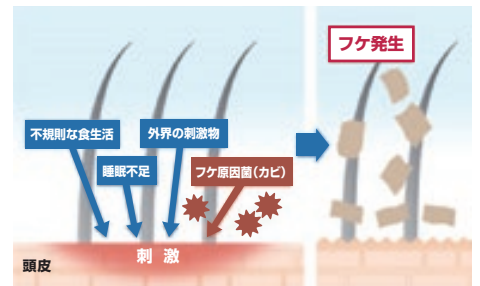 フケ発生
不規則な食生活
外界の刺激物
睡眠不足
フケ原因菌(カビ)
刺激
頭皮